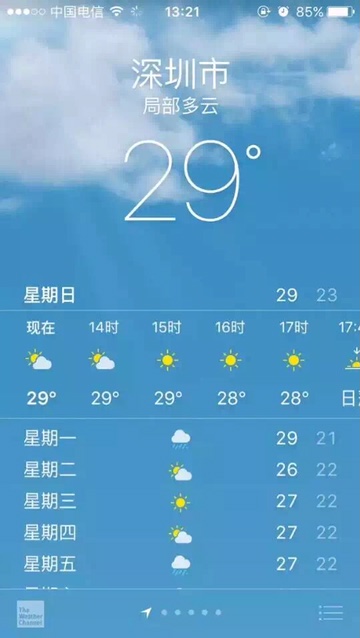 中国电信 13:21 85%
深圳市
局部多云
29°
星期日 29 23
现在 14时 15时 16时 17时 17:4
29° 29° 29° 28° 28° 日
星期一 29 21
星期二 26 22
星期三 27 22
星期四 27 22
星期五 27 22
The Weather Channel